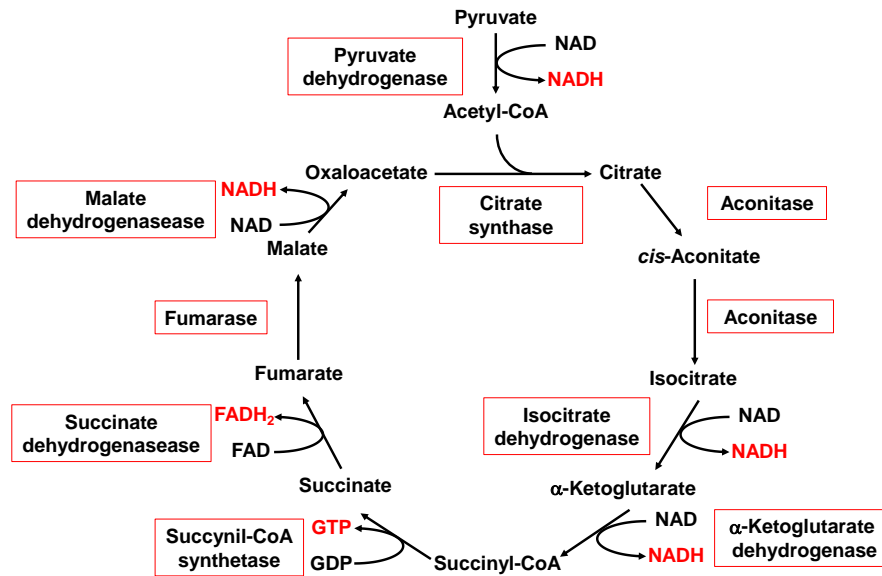 Pyruvate
Pyruvate
dehydrogenase
NAD
NADH
Acetyl-CoA
Oxaloacetate
Citrate
Citrate
synthase
Aconitase
cis-Aconitate
Aconitase
Isocitrate
Isocitrate
dehydrogenase
NAD
NADH
α-Ketoglutarate
NAD
NADH
α-Ketoglutarate
dehydrogenase
Succinyl-CoA
Succynil-CoA
synthetase
GTP
GDP
Succinate
Succinate
dehydrogenasease
FADH₂
FAD
Fumarate
Fumarase
Malate
Malate
dehydrogenasease
NADH
NAD